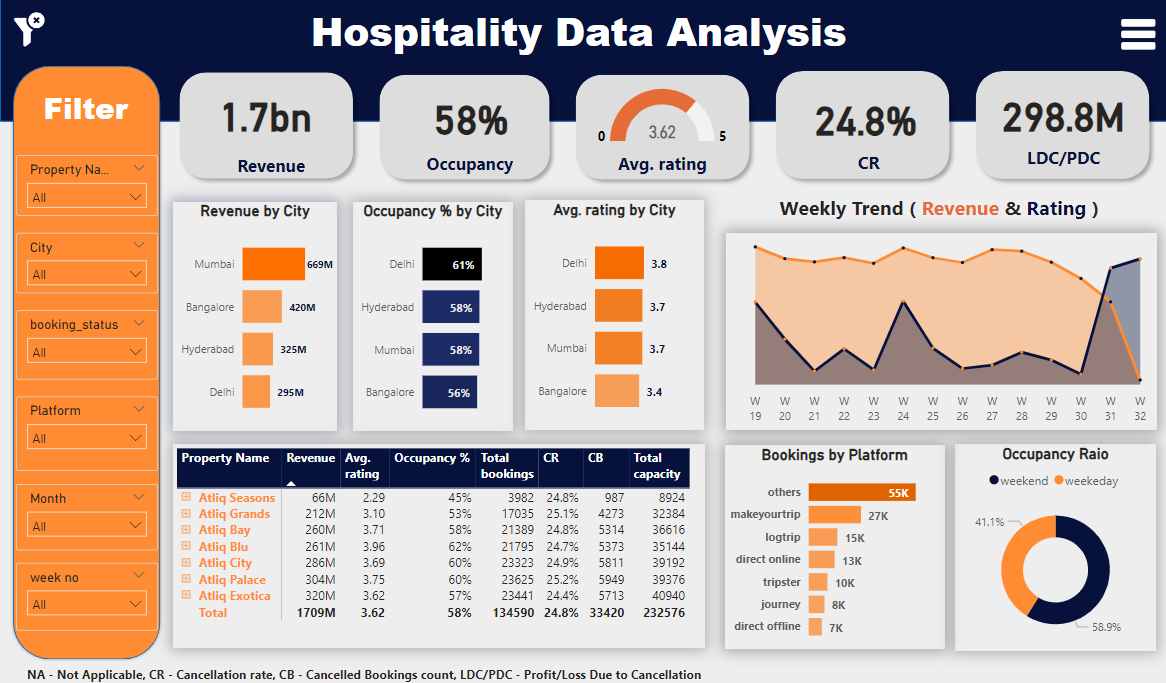 Hospitality Data Analysis
Filter
Property Na...
All
City
All
booking_status
All
Platform
All
Month
All
week no
All
1.7bn
Revenue
58%
Occupancy
0 3.62 5
Avg. rating
24.8%
CR
298.8M
LDC/PDC
Revenue by City
Mumbai 669M
Bangalore 420M
Hyderabad 325M
Delhi 295M
Occupancy % by City
Delhi 61%
Hyderabad 58%
Mumbai 58%
Bangalore 56%
Avg. rating by City
Delhi 3.8
Hyderabad 3.7
Mumbai 3.7
Bangalore 3.4
Weekly Trend ( Revenue & Rating )
W W W W W W W W W W W W W W
19 20 21 22 23 24 25 26 27 28 29 30 31 32
Property Name Revenue Avg. Occupancy % Total CR CB Total
rating bookings capacity
Atliq Seasons 66M 2.29 45% 3982 24.8% 987 8924
Atliq Grands 212M 3.10 53% 17035 25.1% 4273 32384
Atliq Bay 260M 3.71 58% 21389 24.8% 5314 36616
Atliq Blu 261M 3.96 62% 21795 24.7% 5373 35144
Atliq City 286M 3.69 60% 23323 24.9% 5811 39192
Atliq Palace 304M 3.75 60% 23625 25.2% 5949 39376
Atliq Exotica 320M 3.62 57% 23441 24.4% 5713 40940
Total 1709M 3.62 58% 134590 24.8% 33420 232576
Bookings by Platform
others 55K
makeyourtrip 27K
logtrip 15K
direct online 13K
tripster 10K
journey 8K
direct offline 7K
Occupancy Raio
weekend weekeday
41.1%
58.9%
NA - Not Applicable, CR - Cancellation rate, CB - Cancelled Bookings count, LDC/PDC - Profit/Loss Due to Cancellation